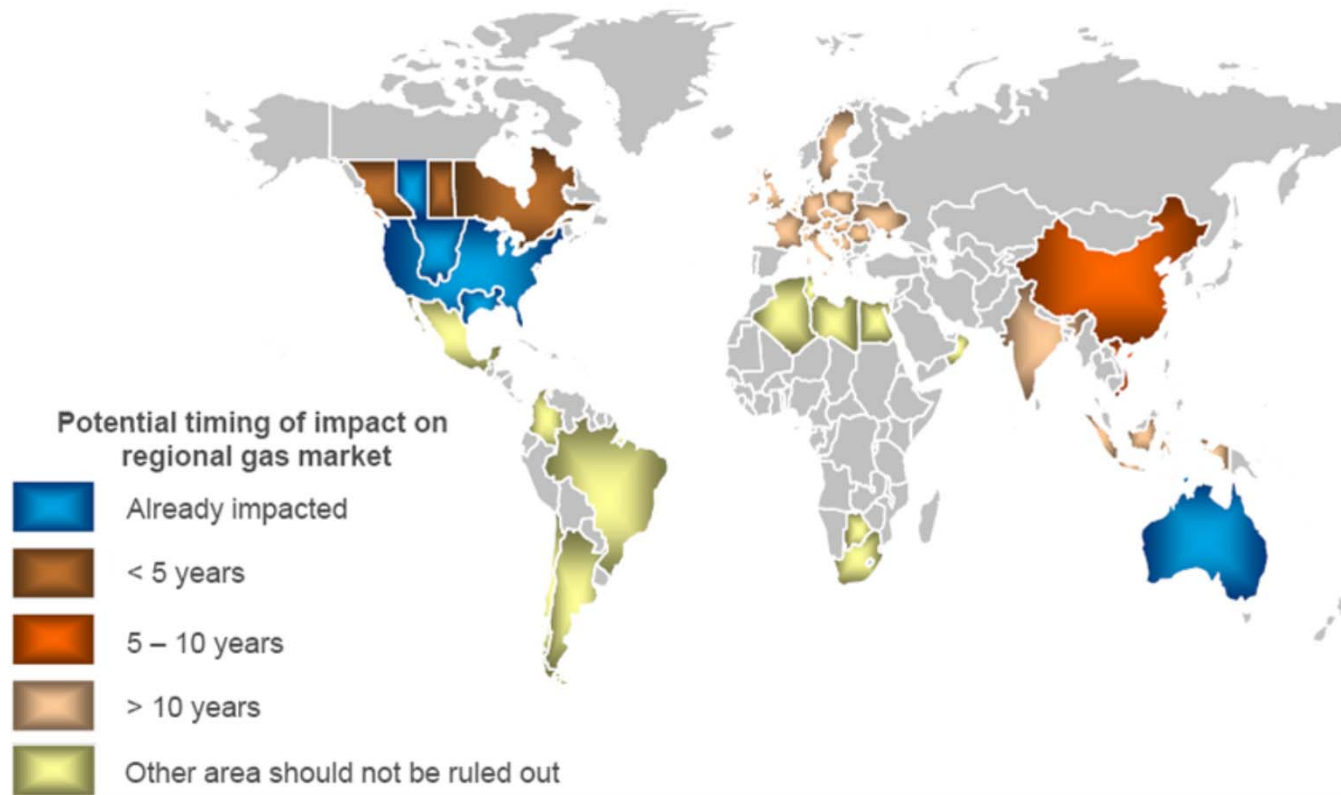 Potential timing of impact on
regional gas market
Already impacted
< 5 years
5 – 10 years
> 10 years
Other area should not be ruled out